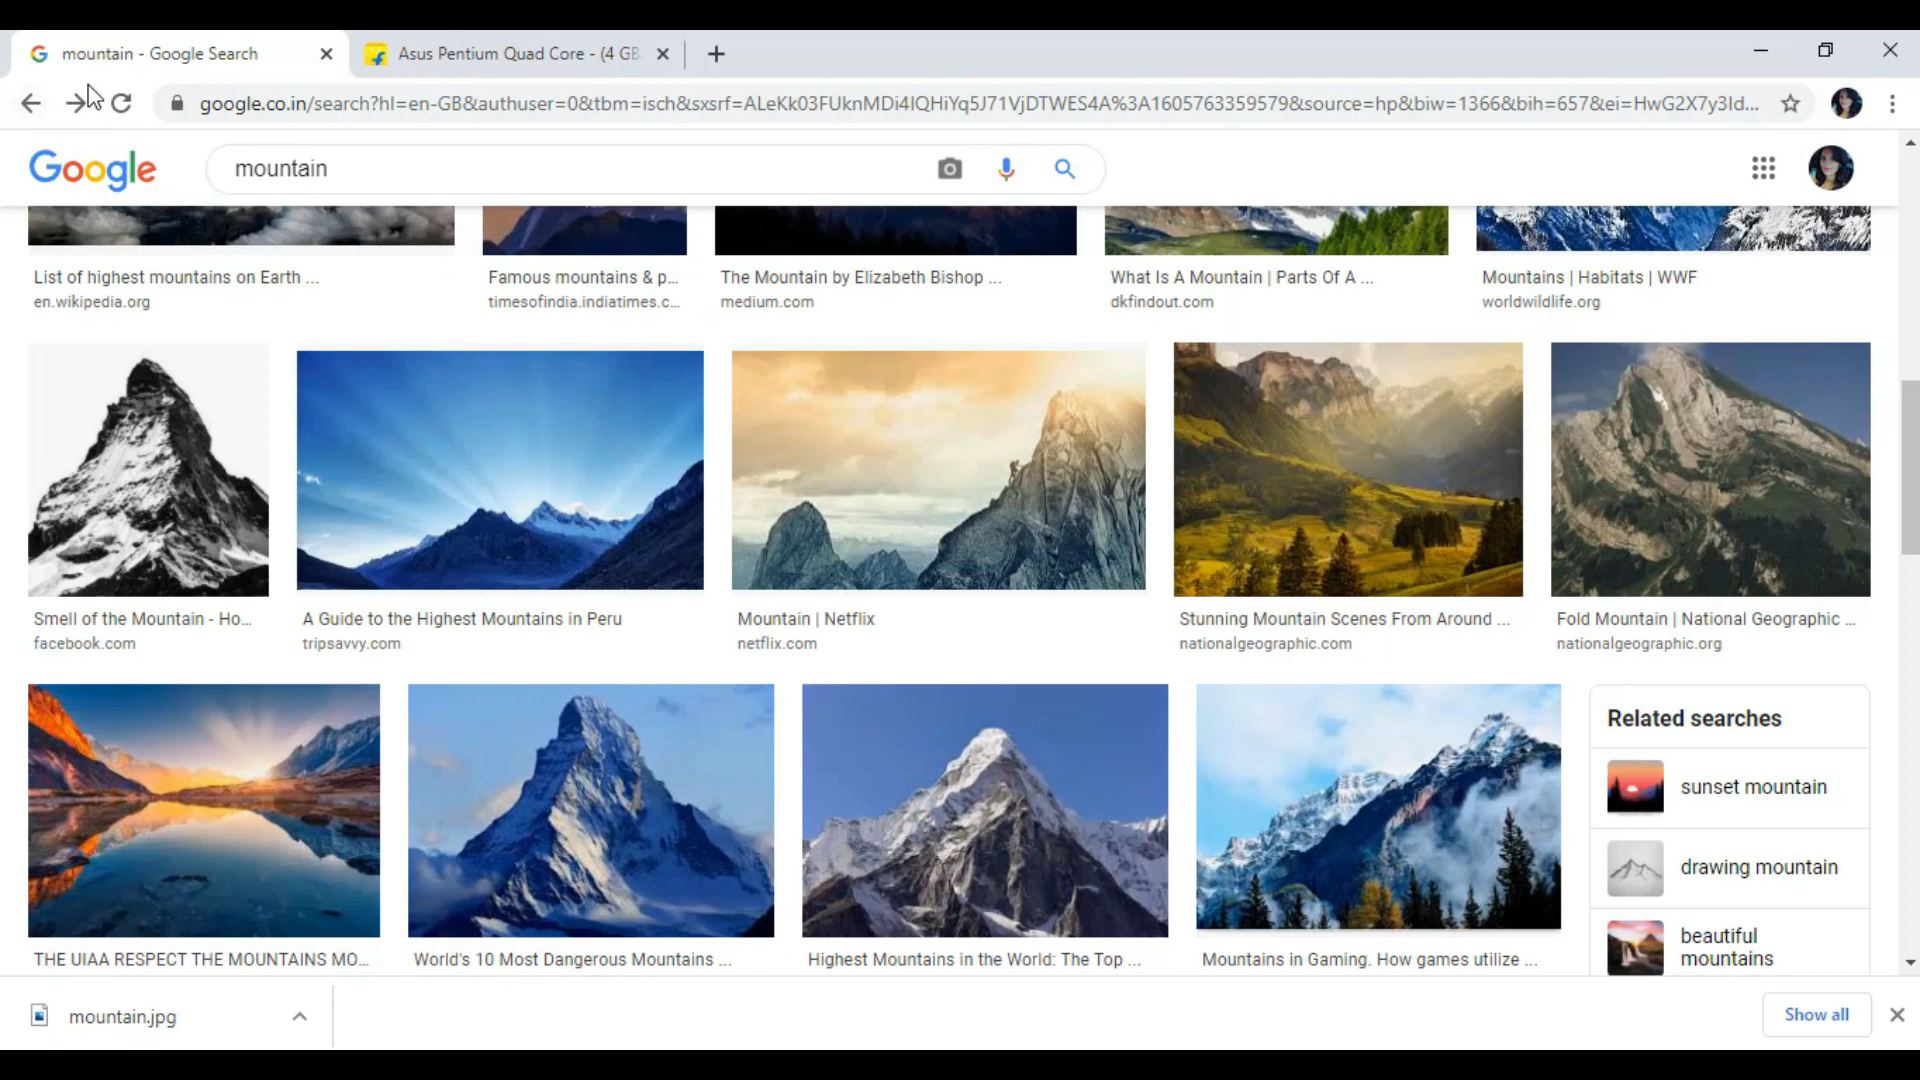 mountain - Google Search
Asus Pentium Quad Core - (4 GB
google.co.in/search?hl=en-GB&authuser=0&tbm=isch&sxsrf=ALeKk03FUknMDi4IQHiYq5J71VjDTWES4A%3A1605763359579&source=hp&biw=1366&bih=657&ei=HwG2X7y3Id...
Google
mountain
List of highest mountains on Earth ...
en.wikipedia.org
Famous mountains & p...
timesofindia.indiatimes.c...
The Mountain by Elizabeth Bishop ...
medium.com
What Is A Mountain | Parts Of A ...
dkfindout.com
Mountains | Habitats | WWF
worldwildlife.org
Smell of the Mountain - Ho...
facebook.com
A Guide to the Highest Mountains in Peru
tripsavvy.com
Mountain | Netflix
netflix.com
Stunning Mountain Scenes From Around ...
nationalgeographic.com
Fold Mountain | National Geographic ...
nationalgeographic.org
THE UIAA RESPECT THE MOUNTAINS MO...
World's 10 Most Dangerous Mountains ...
Highest Mountains in the World: The Top ...
Mountains in Gaming. How games utilize ...
Related searches
sunset mountain
drawing mountain
beautiful
mountains
mountain.jpg
Show all